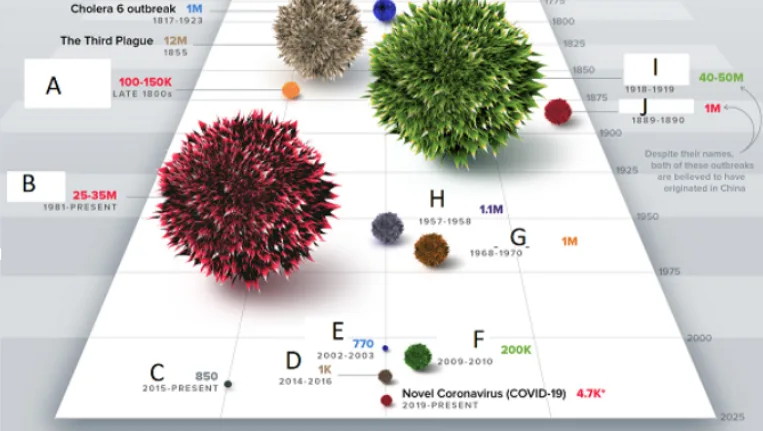 Cholera 6 outbreak 1M
1817-1923
The Third Plague 12M
1855
A
100-150K
LATE 1800s
B
25-35M
1981-PRESENT
C
850
2015-PRESENT
D
1K
2014-2016
E
770
2002-2003
F
200K
2009-2010
Novel Coronavirus (COVID-19) 4.7K*
2019-PRESENT
H
1.1M
1957-1958
G
1M
1968-1970
I
40-50M
1918-1919
J
1M
1889-1890
Despite their names,
both of these outbreaks
are believed to have
originated in China
1775
1800
1825
1850
1875
1900
1925
1950
1975
2000
2025